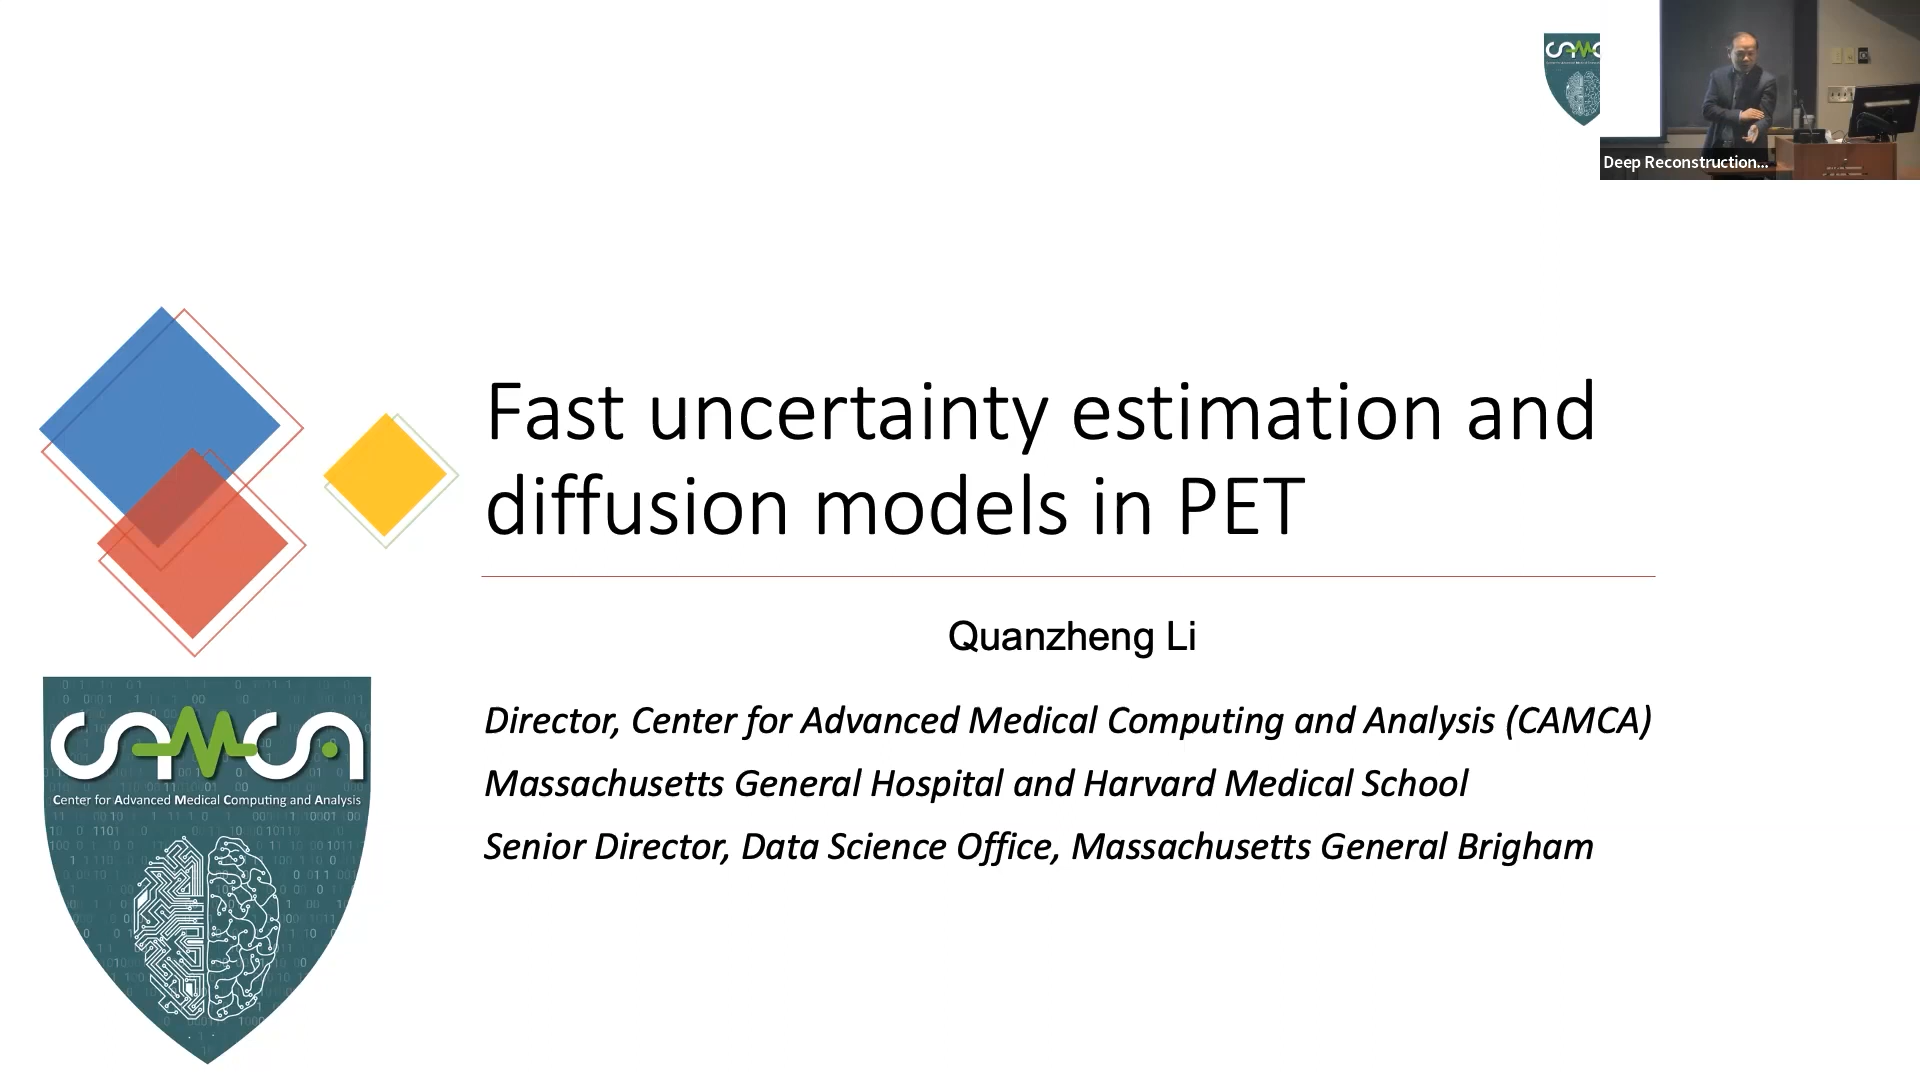 Deep Reconstruction...
Fast uncertainty estimation and
diffusion models in PET
Quanzheng Li
Director, Center for Advanced Medical Computing and Analysis (CAMCA)
Massachusetts General Hospital and Harvard Medical School
Senior Director, Data Science Office, Massachusetts General Brigham
CAMCA
Center for Advanced Medical Computing and Analysis